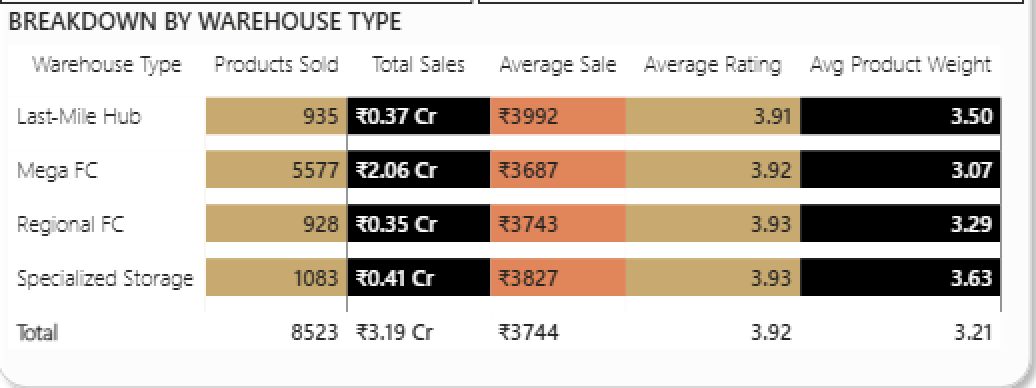 BREAKDOWN BY WAREHOUSE TYPE
Warehouse Type Products Sold Total Sales Average Sale Average Rating Avg Product Weight
Last-Mile Hub 935 ₹0.37 Cr ₹3992 3.91 3.50
Mega FC 5577 ₹2.06 Cr ₹3687 3.92 3.07
Regional FC 928 ₹0.35 Cr ₹3743 3.93 3.29
Specialized Storage 1083 ₹0.41 Cr ₹3827 3.93 3.63
Total 8523 ₹3.19 Cr ₹3744 3.92 3.21